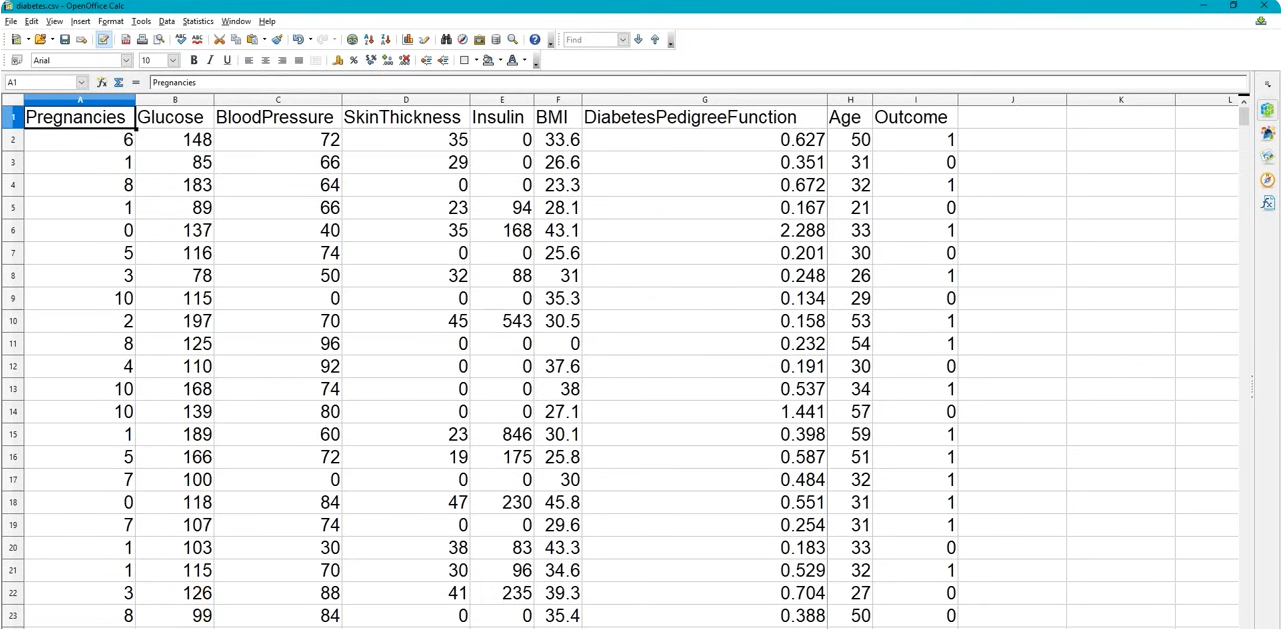 diabetes.csv - OpenOffice Calc
File Edit View Insert Format Tools Data Statistics Window Help
Find
Arial 10 B I U
A1 Pregnancies
A B C D E F G H I J K L
1 Pregnancies Glucose BloodPressure SkinThickness Insulin BMI DiabetesPedigreeFunction Age Outcome
2 6 148 72 35 0 33.6 0.627 50 1
3 1 85 66 29 0 26.6 0.351 31 0
4 8 183 64 0 0 23.3 0.672 32 1
5 1 89 66 23 94 28.1 0.167 21 0
6 0 137 40 35 168 43.1 2.288 33 1
7 5 116 74 0 0 25.6 0.201 30 0
8 3 78 50 32 88 31 0.248 26 1
9 10 115 0 0 0 35.3 0.134 29 0
10 2 197 70 45 543 30.5 0.158 53 1
11 8 125 96 0 0 0 0.232 54 1
12 4 110 92 0 0 37.6 0.191 30 0
13 10 168 74 0 0 38 0.537 34 1
14 10 139 80 0 0 27.1 1.441 57 0
15 1 189 60 23 846 30.1 0.398 59 1
16 5 166 72 19 175 25.8 0.587 51 1
17 7 100 0 0 0 30 0.484 32 1
18 0 118 84 47 230 45.8 0.551 31 1
19 7 107 74 0 0 29.6 0.254 31 1
20 1 103 30 38 83 43.3 0.183 33 0
21 1 115 70 30 96 34.6 0.529 32 1
22 3 126 88 41 235 39.3 0.704 27 0
23 8 99 84 0 0 35.4 0.388 50 0